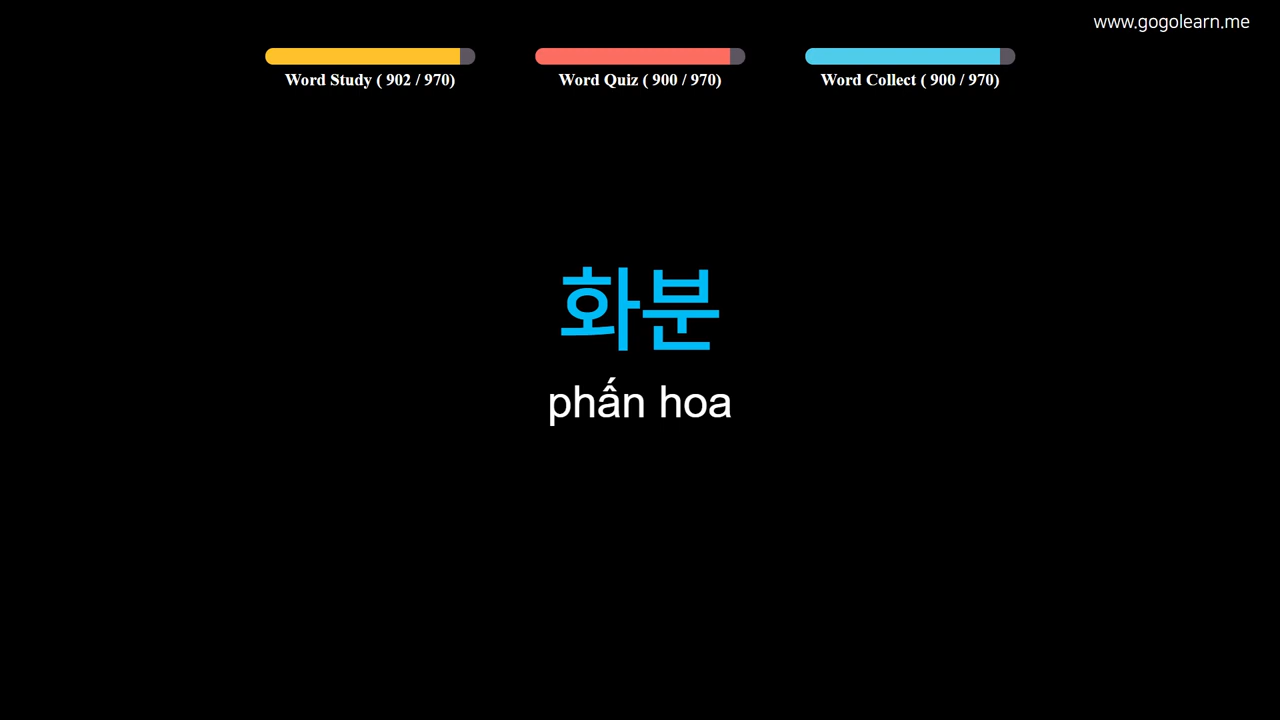 www.gogolearn.me
Word Study ( 902 / 970)
Word Quiz ( 900 / 970)
Word Collect ( 900 / 970)
화분
phấn hoa